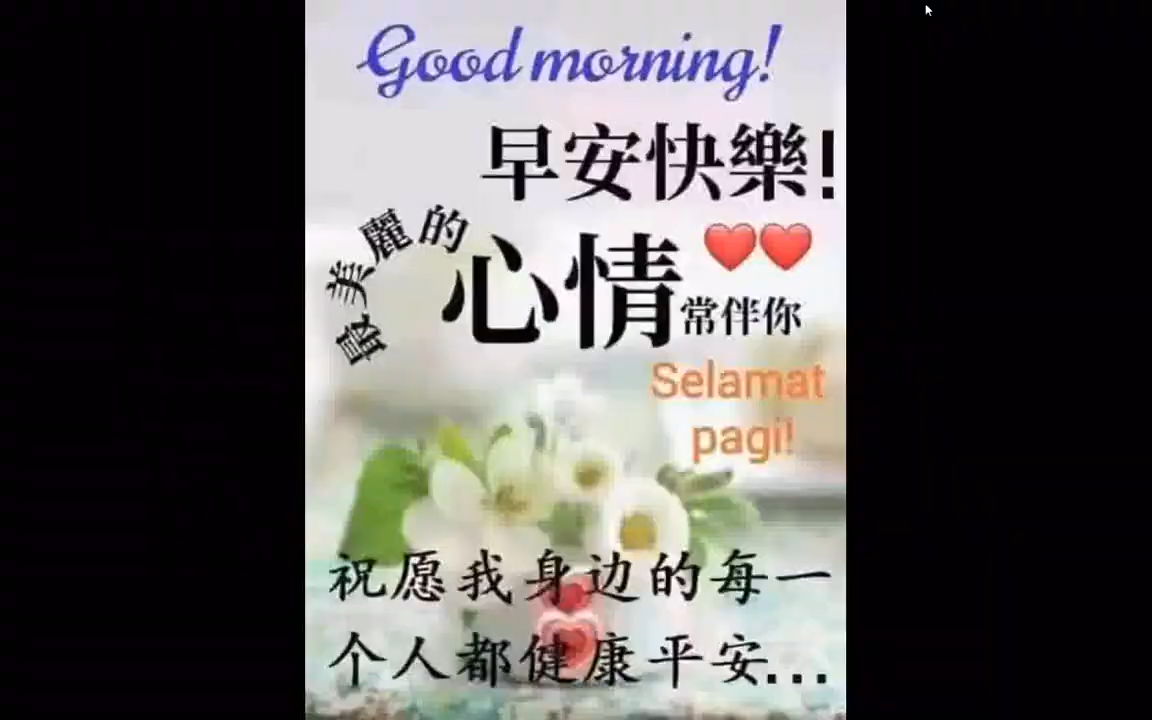 Good morning!
早安快樂!
最美麗的
心情常伴你
Selamat
pagi!
祝愿我身边的每一
个人都健康平安...